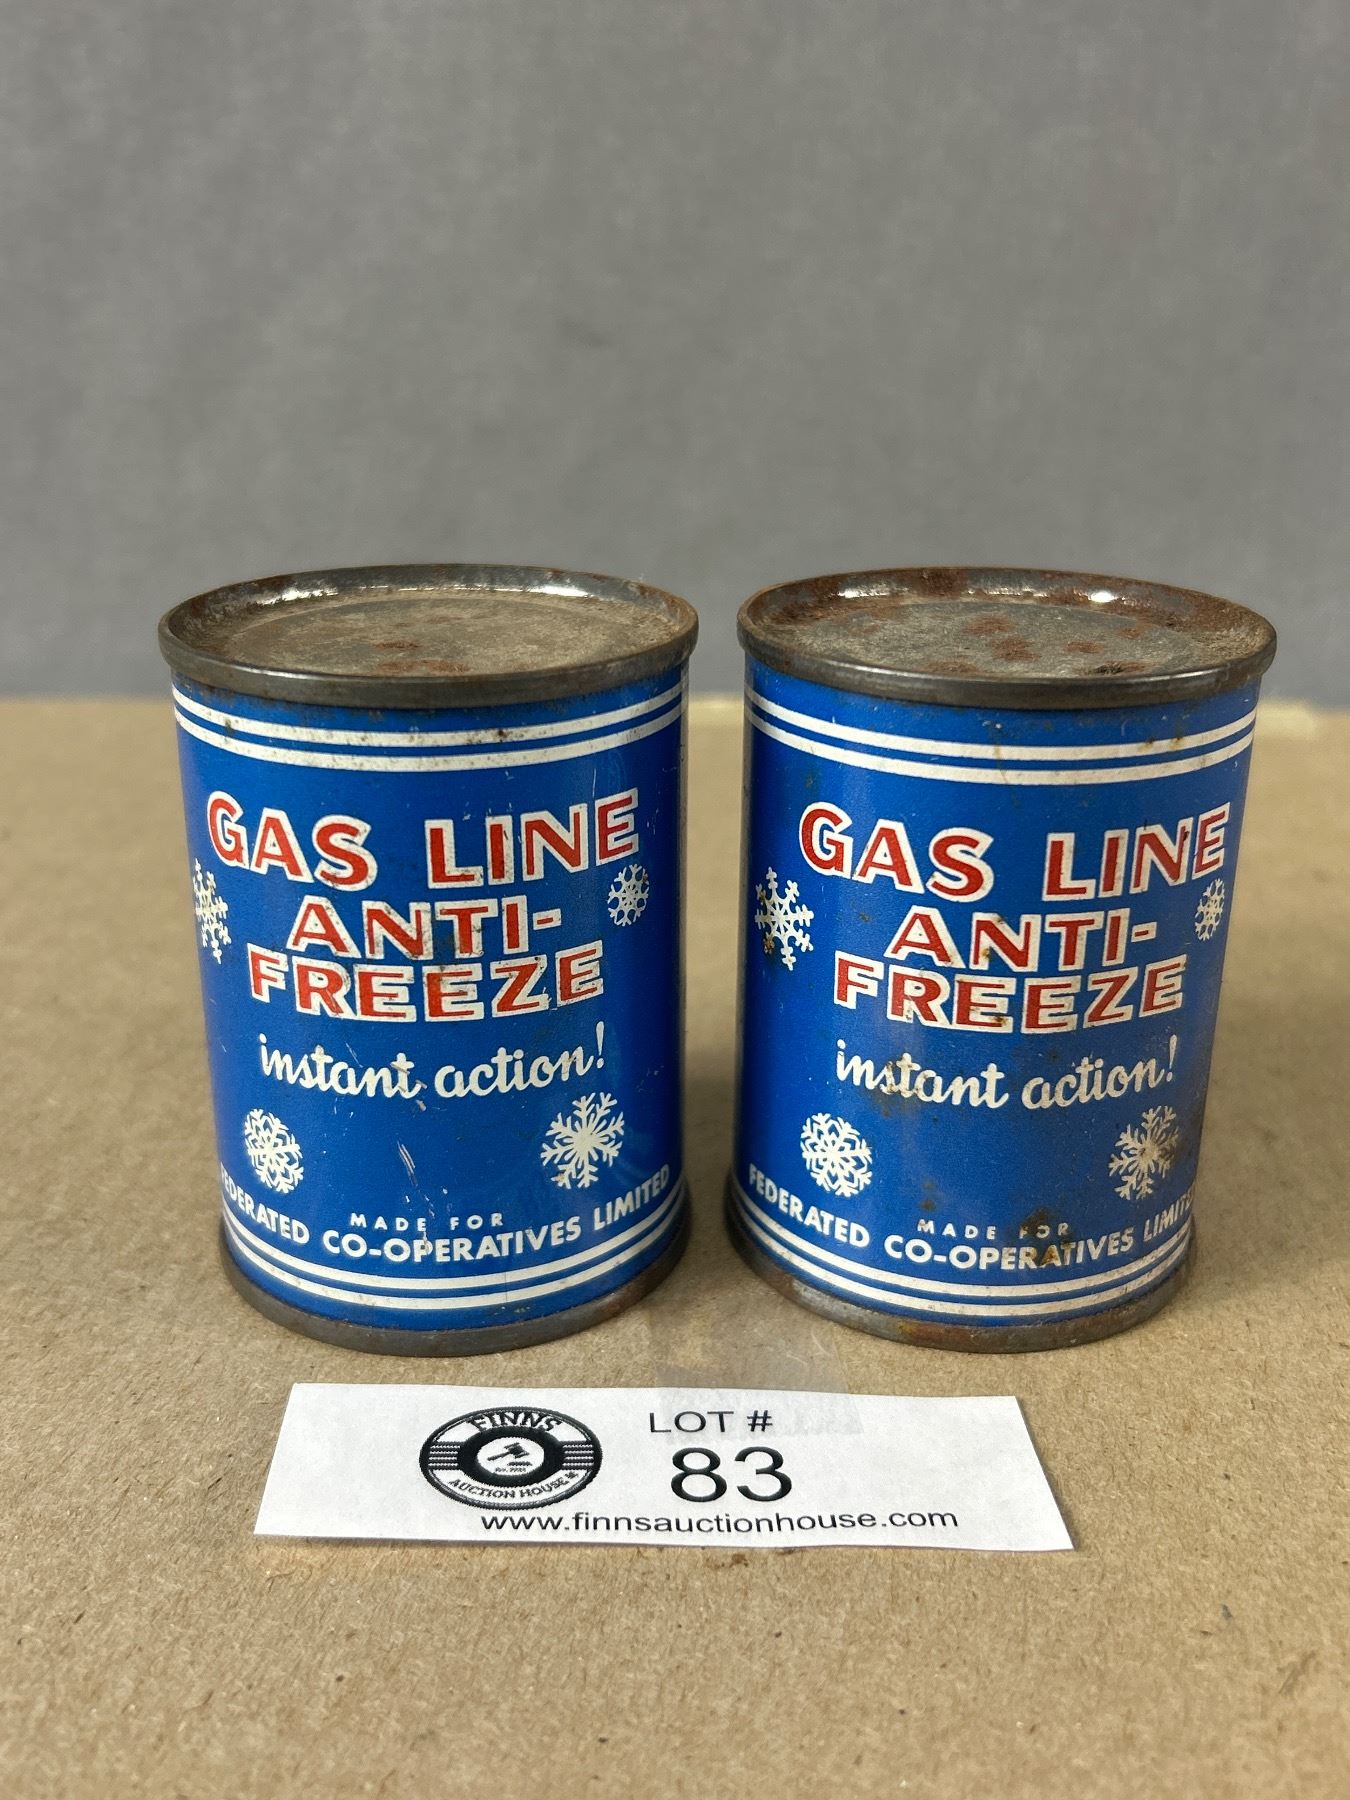 GAS LINE
ANTI-
FREEZE
instant action!
MADE FOR
FEDERATED CO-OPERATIVES LIMITED
GAS LINE
ANTI-
FREEZE
instant action!
MADE FOR
FEDERATED CO-OPERATIVES LIMITED
FINNS
AUCTION HOUSE
LOT #
83
www.finnsauctionhouse.com